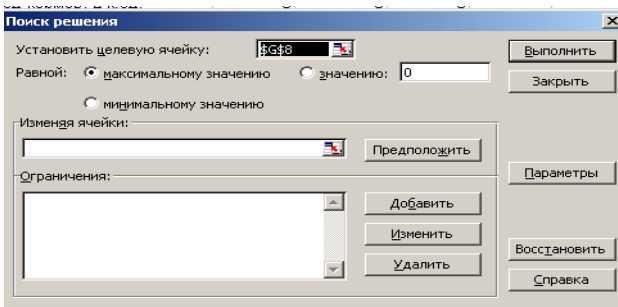 Поиск решения
Установить целевую ячейку: $G$8 Выполнить
Равной: максимальному значению значению: 0 Закрыть
минимальному значению
Изменяя ячейки:
Предположить
Ограничения: Параметры
Добавить
Изменить
Восстановить
Удалить
Справка